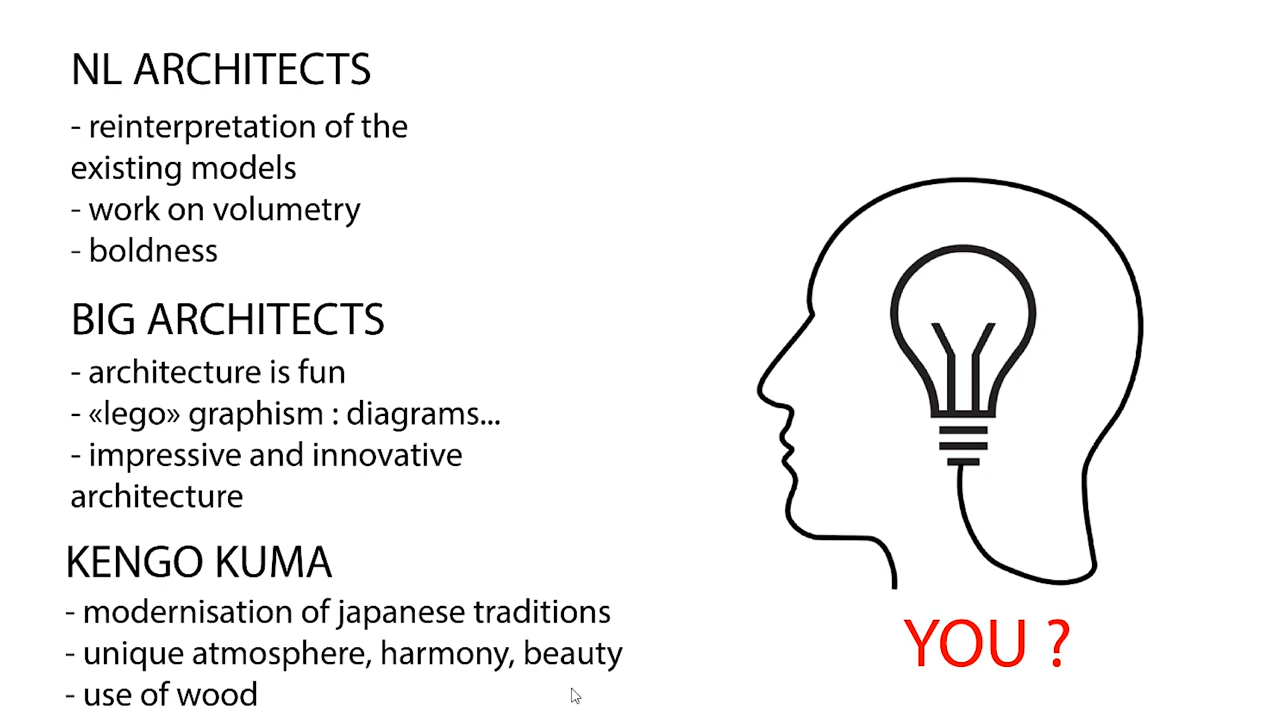 NL ARCHITECTS
- reinterpretation of the
existing models
- work on volumetry
- boldness
BIG ARCHITECTS
- architecture is fun
- «lego» graphism : diagrams...
- impressive and innovative
architecture
KENGO KUMA
- modernisation of japanese traditions
- unique atmosphere, harmony, beauty
- use of wood
YOU ?